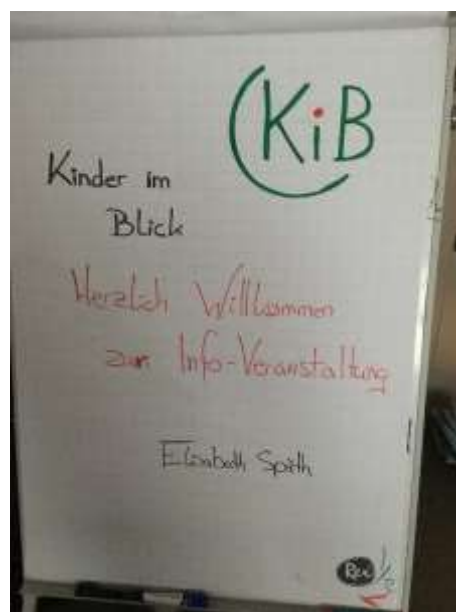 KiB
Kinder im
Blick
Herzlich Willkommen
zur Info-Veranstaltung
Elisabeth Späth